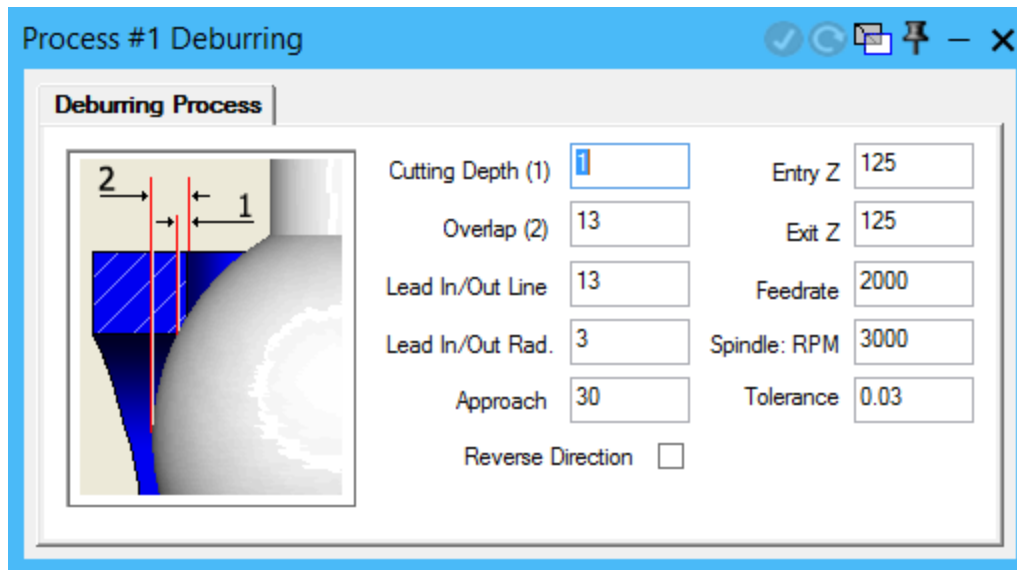 Process #1 Deburring
Deburring Process
2
1
Cutting Depth (1) 1 Entry Z 125
Overlap (2) 13 Exit Z 125
Lead In/Out Line 13 Feedrate 2000
Lead In/Out Rad. 3 Spindle: RPM 3000
Approach 30 Tolerance 0.03
Reverse Direction